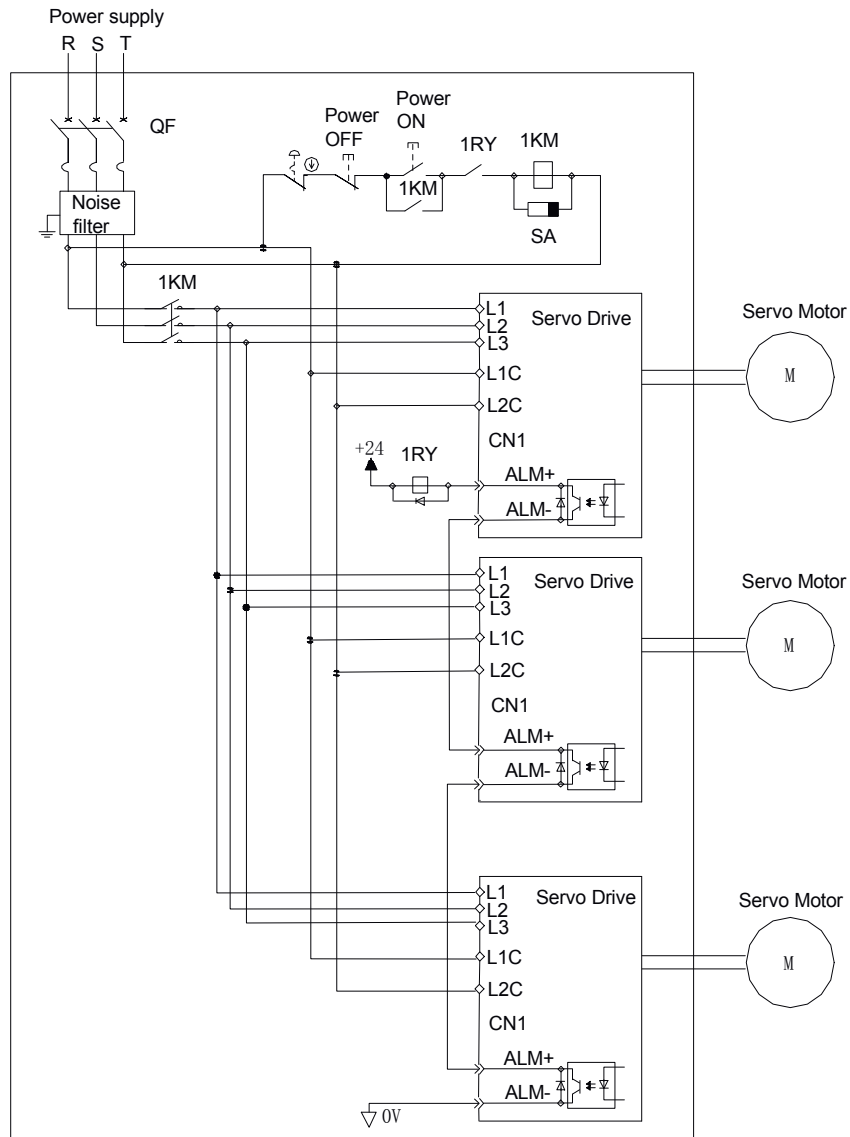 Power supply
R S T
QF
Power
OFF
Power
ON
1RY
1KM
1KM
SA
Noise
filter
1KM
L1
L2
L3
L1C
L2C
Servo Drive
CN1
Servo Motor
M
+24
1RY
ALM+
ALM-
L1
L2
L3
L1C
L2C
Servo Drive
CN1
Servo Motor
M
ALM+
ALM-
L1
L2
L3
L1C
L2C
Servo Drive
CN1
Servo Motor
M
ALM+
ALM-
0V